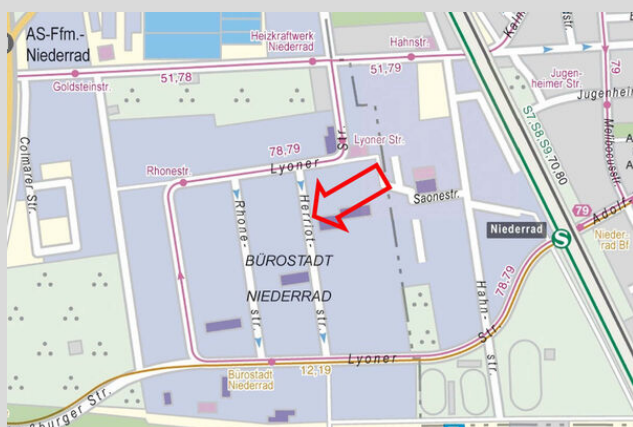 AS-Ffm.-
Niederrad
Heizkraftwerk
Niederrad
Hahnstr.
51,78
51,79
Goldsteinstr.
79
Jugen-
heimer Str.
Jugenheimer
Melibocusstr.
S7,S8 S9,70,80
Colmarer Str.
Lyoner Str.
Str.
78,79
Lyoner
Rhonestr.
Saonestr.
Rhone-
str.
Herriot-
str.
79
Adolf
Niederrad
S
Nieder
rad Bf
BÜROSTADT
NIEDERRAD
Hahn-
str.
78,79
Lyoner
Str.
12,19
Bürostadt
Niederrad
burger Str.